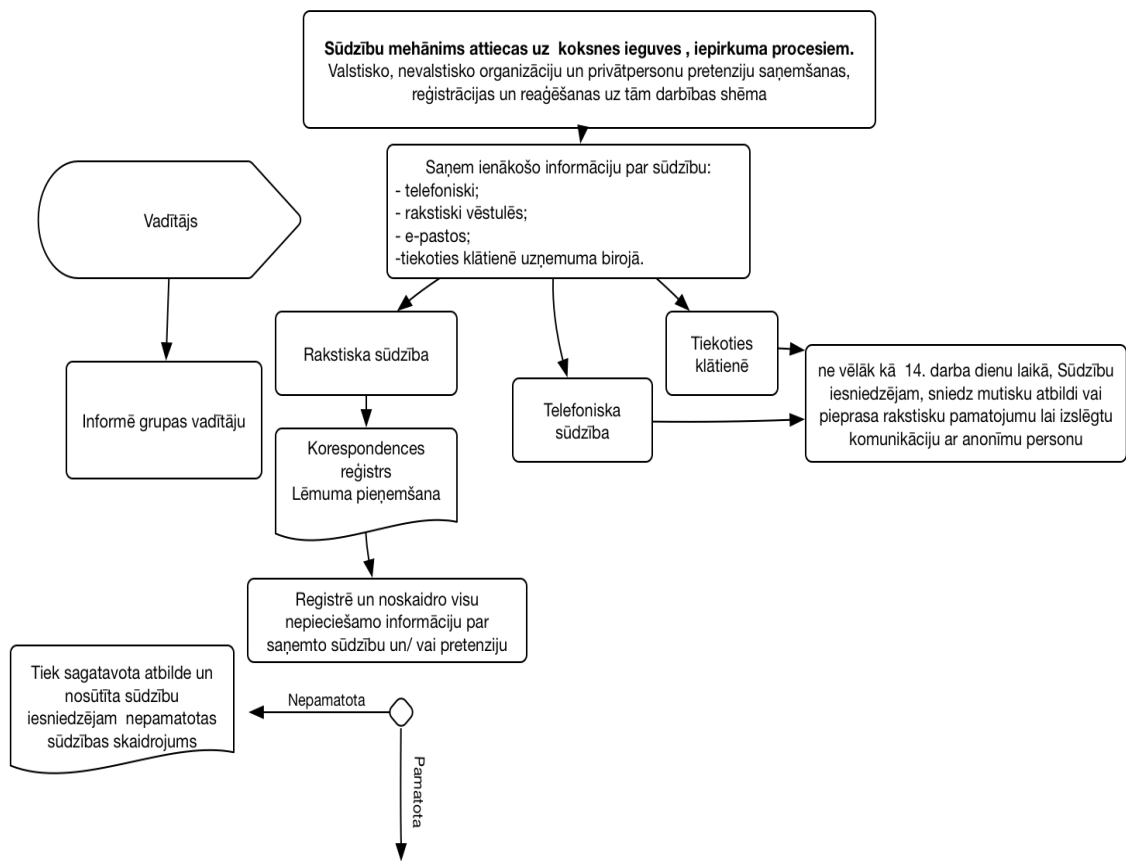 Sūdzību mehānims attiecas uz koksnes ieguves , iepirkuma procesiem.
Valstisko, nevalstisko organizāciju un privātpersonu pretenziju saņemšanas,
reģistrācijas un reaģēšanas uz tām darbības shēma
Saņem ienākošo informāciju par sūdzību:
- telefoniski;
- rakstiski vēstulēs;
- e-pastos;
-tiekoties klātienē uzņemuma birojā.
Vadītājs
Informē grupas vadītāju
Rakstiska sūdzība
Telefoniska
sūdzība
Tiekoties
klātienē
ne vēlāk kā 14. darba dienu laikā, Sūdzību
iesniedzējam, sniedz mutisku atbildi vai
pieprasa rakstisku pamatojumu lai izslēgtu
komunikāciju ar anonīmu personu
Korespondences
reģistrs
Lēmuma pieņemšana
Registrē un noskaidro visu
nepieciešamo informāciju par
saņemto sūdzību un/ vai pretenziju
Tiek sagatavota atbilde un
nosūtīta sūdzību
iesniedzējam nepamatotas
sūdzības skaidrojums
Nepamatota
Pamatota